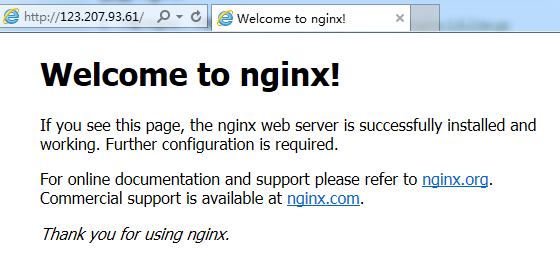 http://123.207.93.61/
Welcome to nginx!
Welcome to nginx!
If you see this page, the nginx web server is successfully installed and
working. Further configuration is required.
For online documentation and support please refer to nginx.org.
Commercial support is available at nginx.com.
Thank you for using nginx.